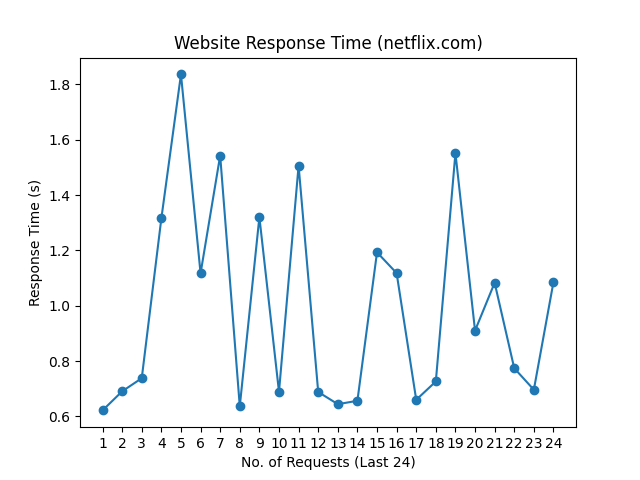 Website Response Time (netflix.com)
1.8
1.6
1.4
1.2
1.0
0.8
0.6
Response Time (s)
1 2 3 4 5 6 7 8 9 10 11 12 13 14 15 16 17 18 19 20 21 22 23 24
No. of Requests (Last 24)